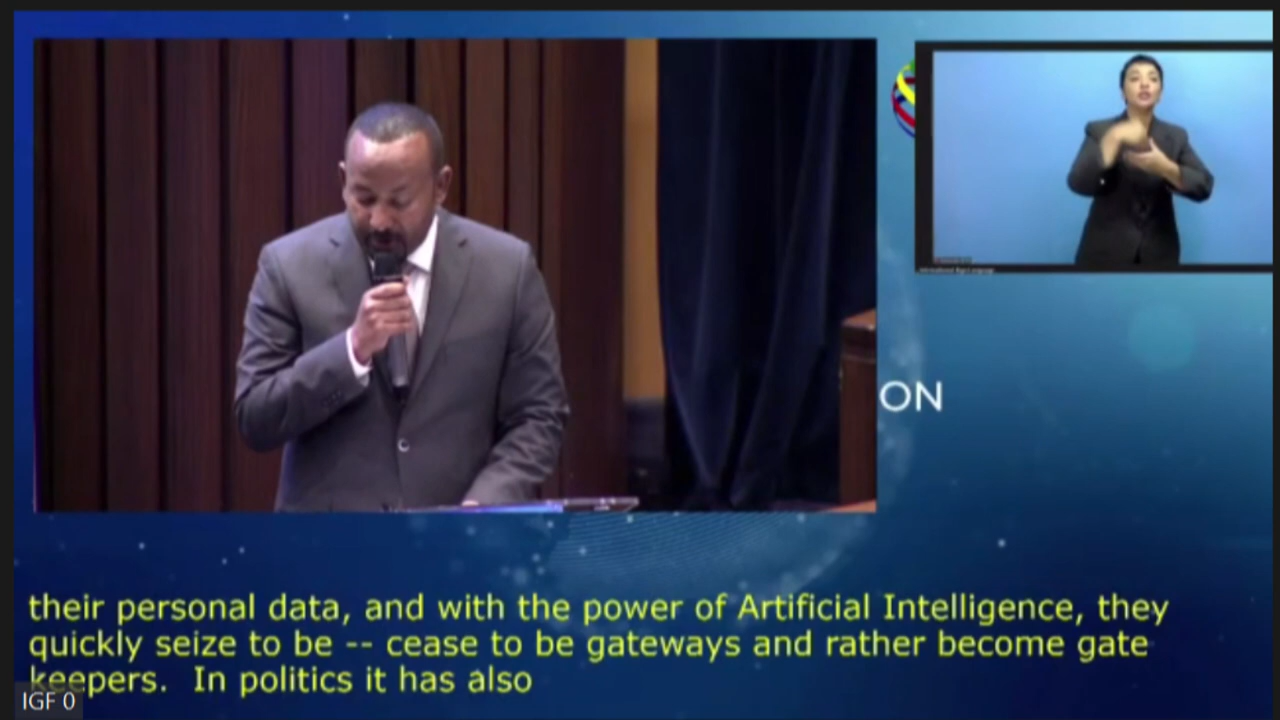 ON
their personal data, and with the power of Artificial Intelligence, they
quickly seize to be -- cease to be gateways and rather become gate
keepers.  In politics it has also
IGF 0